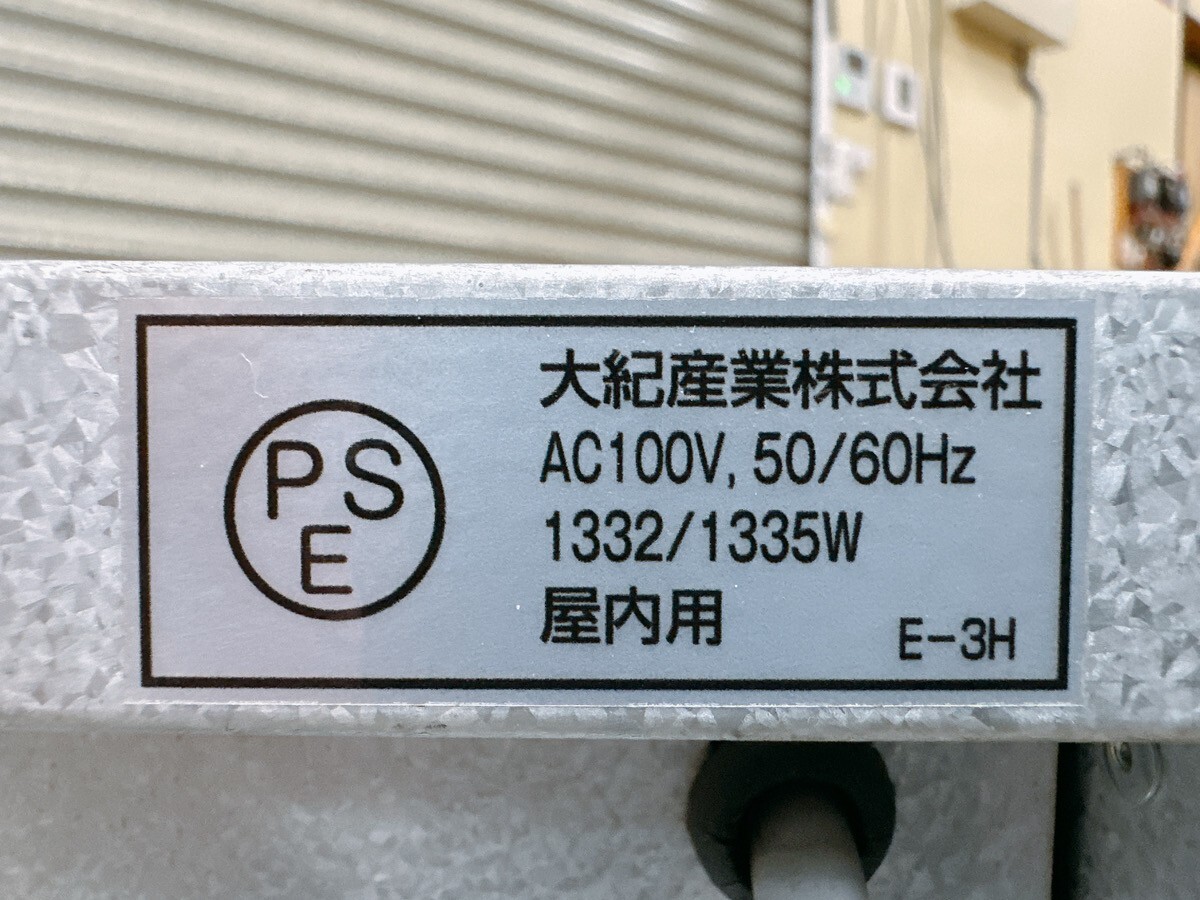 PS
E
大紀産業株式会社
AC100V, 50/60Hz
1332/1335W
屋内用
E-3H